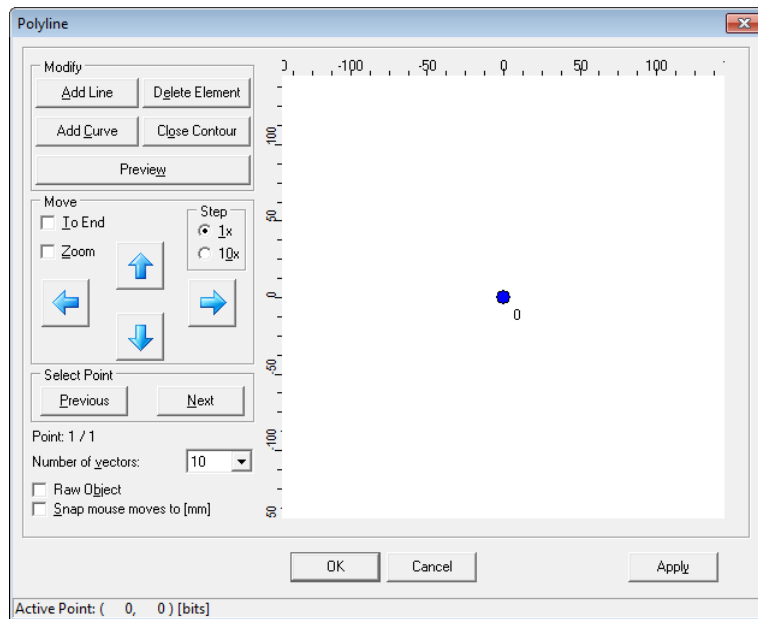 Polyline
Modify
Add Line
Delete Element
Add Curve
Close Contour
Preview
Move
To End
Zoom
Step
1x
10x
Select Point
Previous
Next
Point: 1 / 1
Number of vectors:
10
Raw Object
Snap mouse moves to [mm]
-100
-50
0
50
100
100
50
0
-50
-100
50
0
OK
Cancel
Apply
Active Point: ( 0, 0 ) [bits]